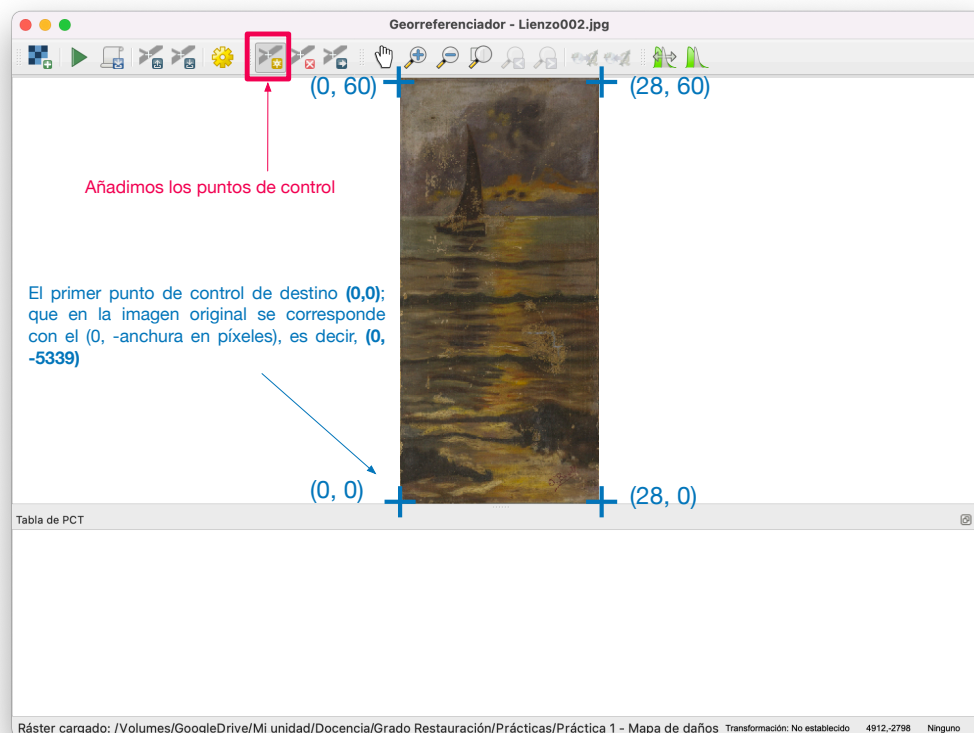 Georreferenciador - Lienzo002.jpg
(0, 60)
(28, 60)
Añadimos los puntos de control
El primer punto de control de destino (0,0);
que en la imagen original se corresponde
con el (0, -anchura en píxeles), es decir, (0,
-5339)
(0, 0)
(28, 0)
Tabla de PCT
Ráster cargado: /Volumes/GoogleDrive/Mi unidad/Docencia/Grado Restauración/Prácticas/Práctica 1 - Mapa de daños Transformación: No establecido 4912,-2798 Ninguno